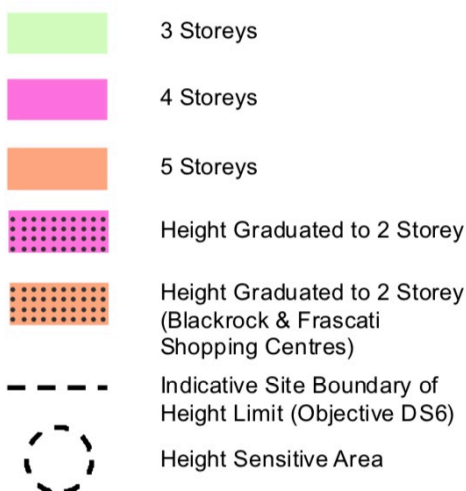 3 Storeys
4 Storeys
5 Storeys
Height Graduated to 2 Storey
Height Graduated to 2 Storey
(Blackrock & Frascati
Shopping Centres)
Indicative Site Boundary of
Height Limit (Objective DS6)
Height Sensitive Area